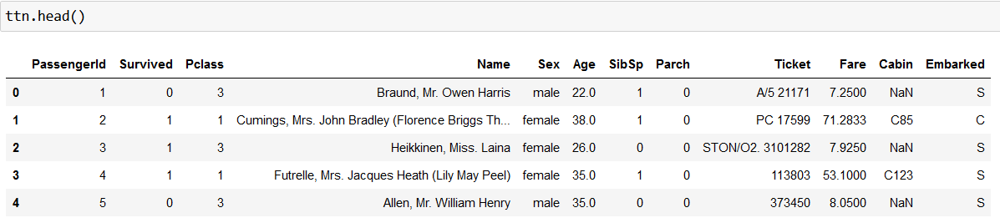 ttn.head()
PassengerId Survived Pclass Name Sex Age SibSp Parch Ticket Fare Cabin Embarked
0 1 0 3 Braund, Mr. Owen Harris male 22.0 1 0 A/5 21171 7.2500 NaN S
1 2 1 1 Cumings, Mrs. John Bradley (Florence Briggs Th... female 38.0 1 0 PC 17599 71.2833 C85 C
2 3 1 3 Heikkinen, Miss. Laina female 26.0 0 0 STON/O2. 3101282 7.9250 NaN S
3 4 1 1 Futrelle, Mrs. Jacques Heath (Lily May Peel) female 35.0 1 0 113803 53.1000 C123 S
4 5 0 3 Allen, Mr. William Henry male 35.0 0 0 373450 8.0500 NaN S